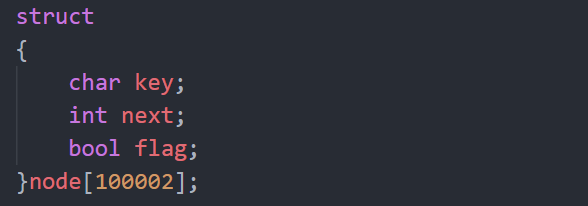 struct
{
    char key;
    int next;
    bool flag;
}node[100002];